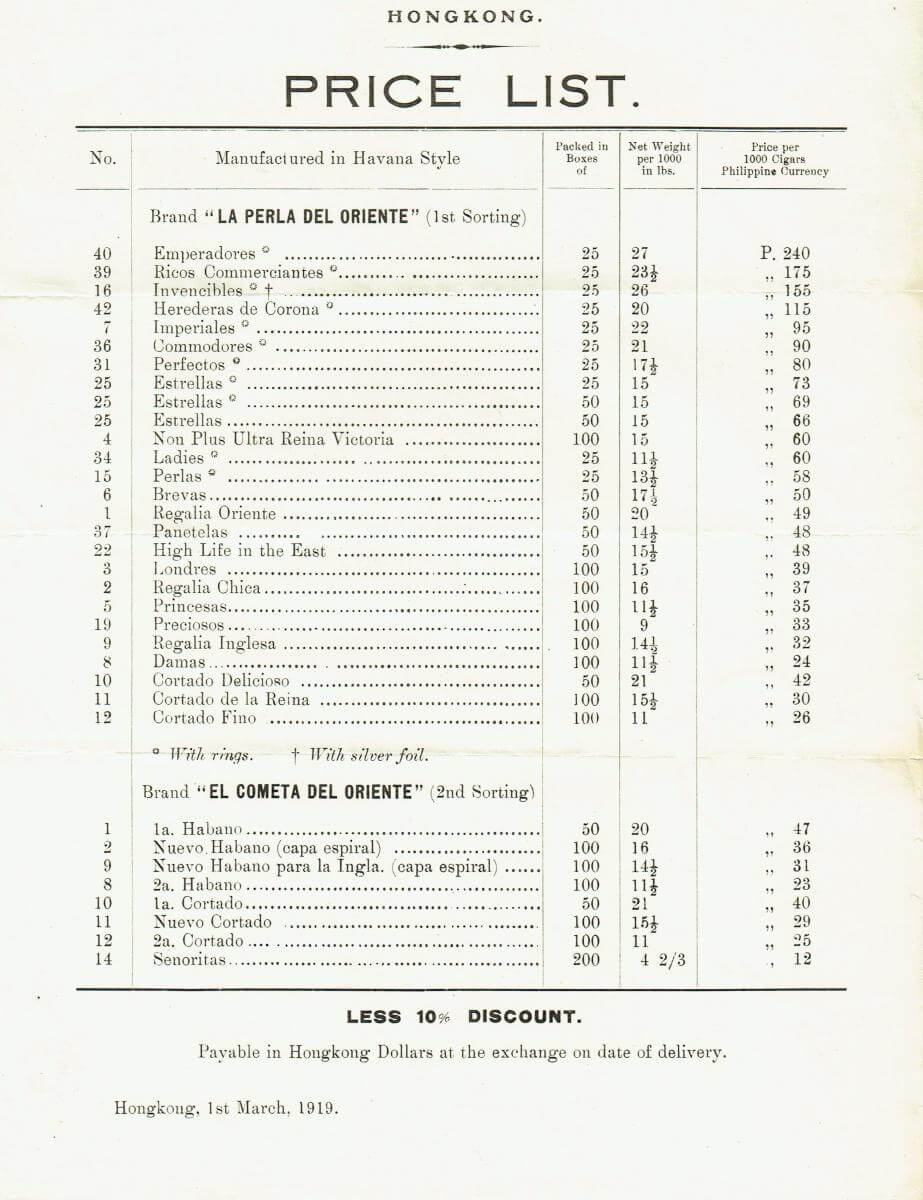 HONGKONG.
PRICE LIST.
No. Manufactured in Havana Style Packed in Boxes of Net Weight per 1000 in lbs. Price per 1000 Cigars Philippine Currency
Brand "LA PERLA DEL ORIENTE" (1st Sorting)
40 Emperadores ° 25 27 P. 240
39 Ricos Commerciantes ° 25 23½ „ 175
16 Invencibles ° † 25 26 „ 155
42 Herederas de Corona ° 25 20 „ 115
7 Imperiales ° 25 22 „ 95
36 Commodores ° 25 21 „ 90
31 Perfectos ° 25 17½ „ 80
25 Estrellas ° 25 15 „ 73
25 Estrellas ° 50 15 „ 69
25 Estrellas 50 15 „ 66
4 Non Plus Ultra Reina Victoria 100 15 „ 60
34 Ladies ° 25 11½ „ 60
15 Perlas ° 25 13½ „ 58
6 Brevas 50 17½ „ 50
1 Regalia Oriente 50 20 „ 49
37 Panetelas 50 14½ „ 48
22 High Life in the East 50 15½ „ 48
3 Londres 100 15 „ 39
2 Regalia Chica 100 16 „ 37
5 Princesas 100 11½ „ 35
19 Preciosos 100 9 „ 33
9 Regalia Inglesa 100 14½ „ 32
8 Damas 100 11½ „ 24
10 Cortado Delicioso 50 21 „ 42
11 Cortado de la Reina 100 15½ „ 30
12 Cortado Fino 100 11 „ 26
° With rings. † With silver foil.
Brand "EL COMETA DEL ORIENTE" (2nd Sorting)
1 1a. Habano 50 20 „ 47
2 Nuevo Habano (capa espiral) 100 16 „ 36
9 Nuevo Habano para la Ingla. (capa espiral) 100 14½ „ 31
8 2a. Habano 100 11½ „ 23
10 1a. Cortado 50 21 „ 40
11 Nuevo Cortado 100 15½ „ 29
12 2a. Cortado 100 11 „ 25
14 Senoritas 200 4 2/3 „ 12
LESS 10% DISCOUNT.
Payable in Hongkong Dollars at the exchange on date of delivery.
Hongkong, 1st March, 1919.